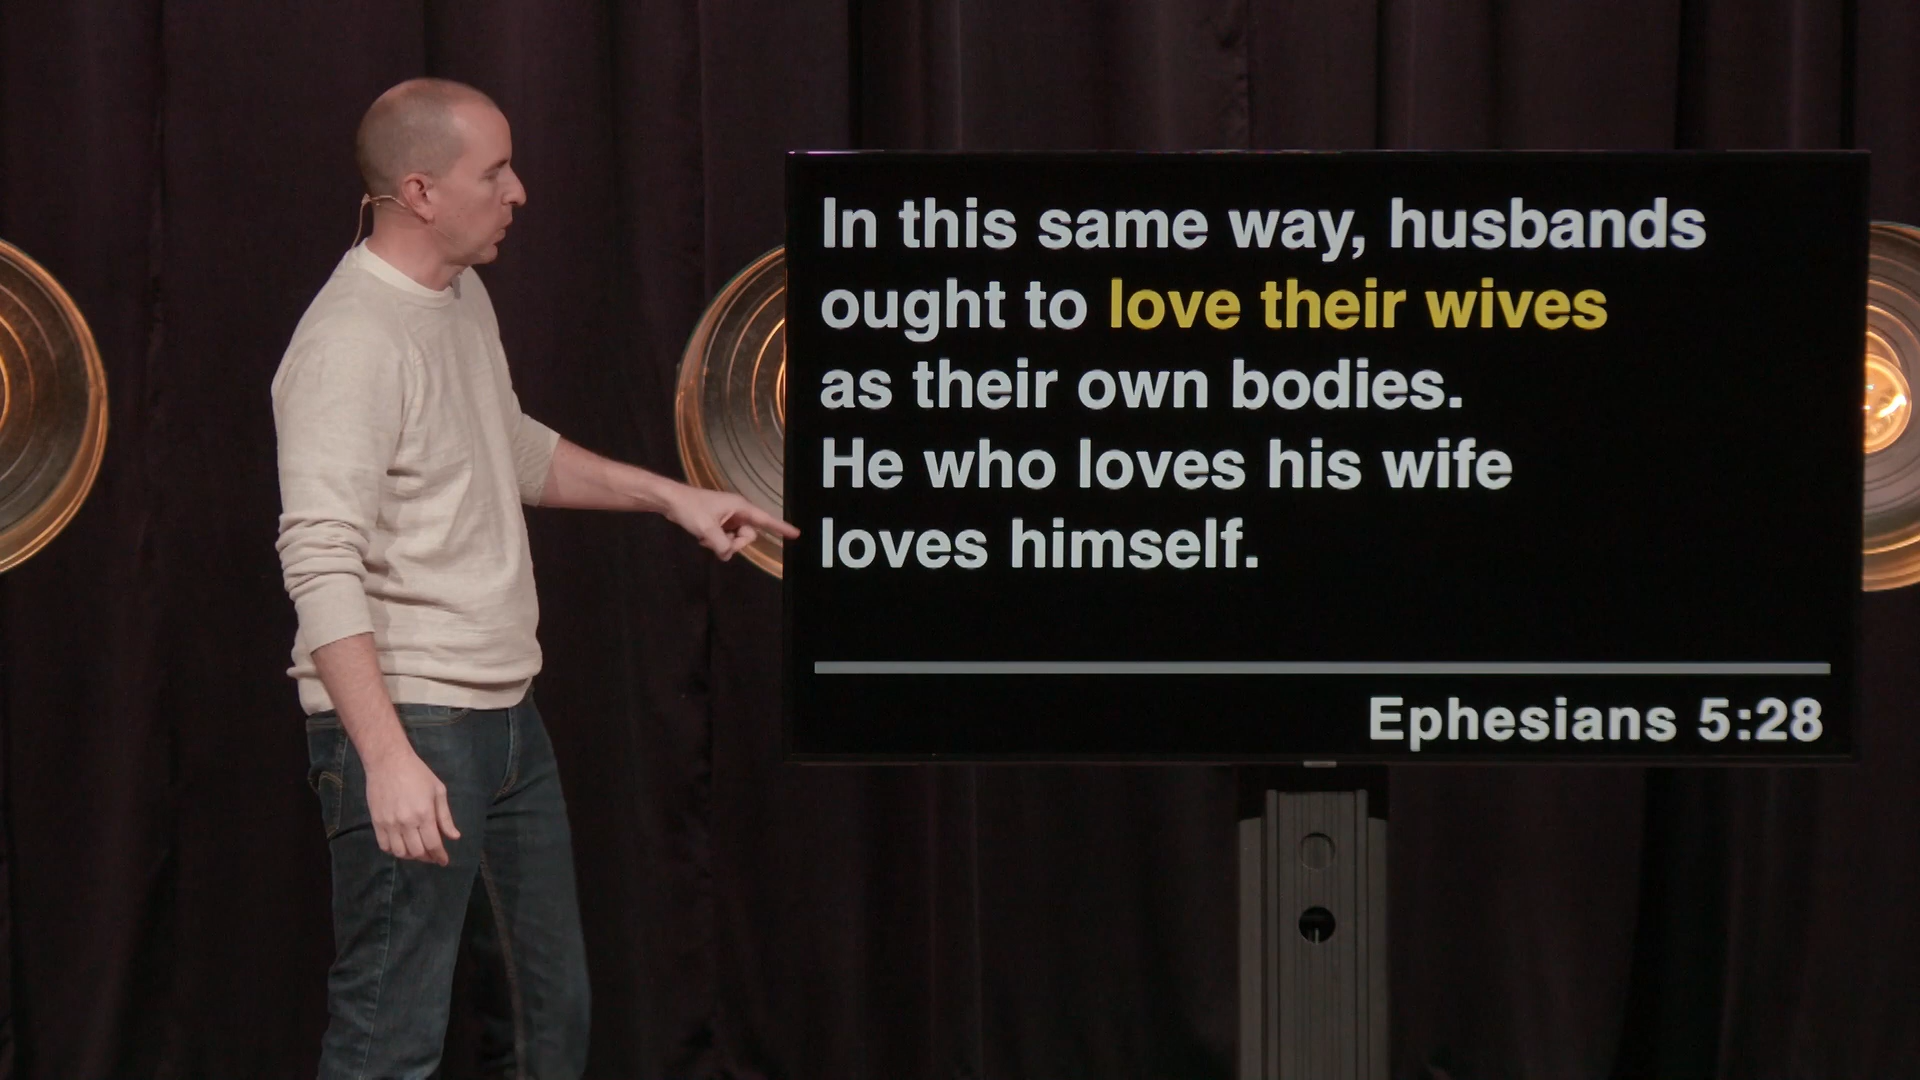 In this same way, husbands
ought to love their wives
as their own bodies.
He who loves his wife
loves himself.
Ephesians 5:28